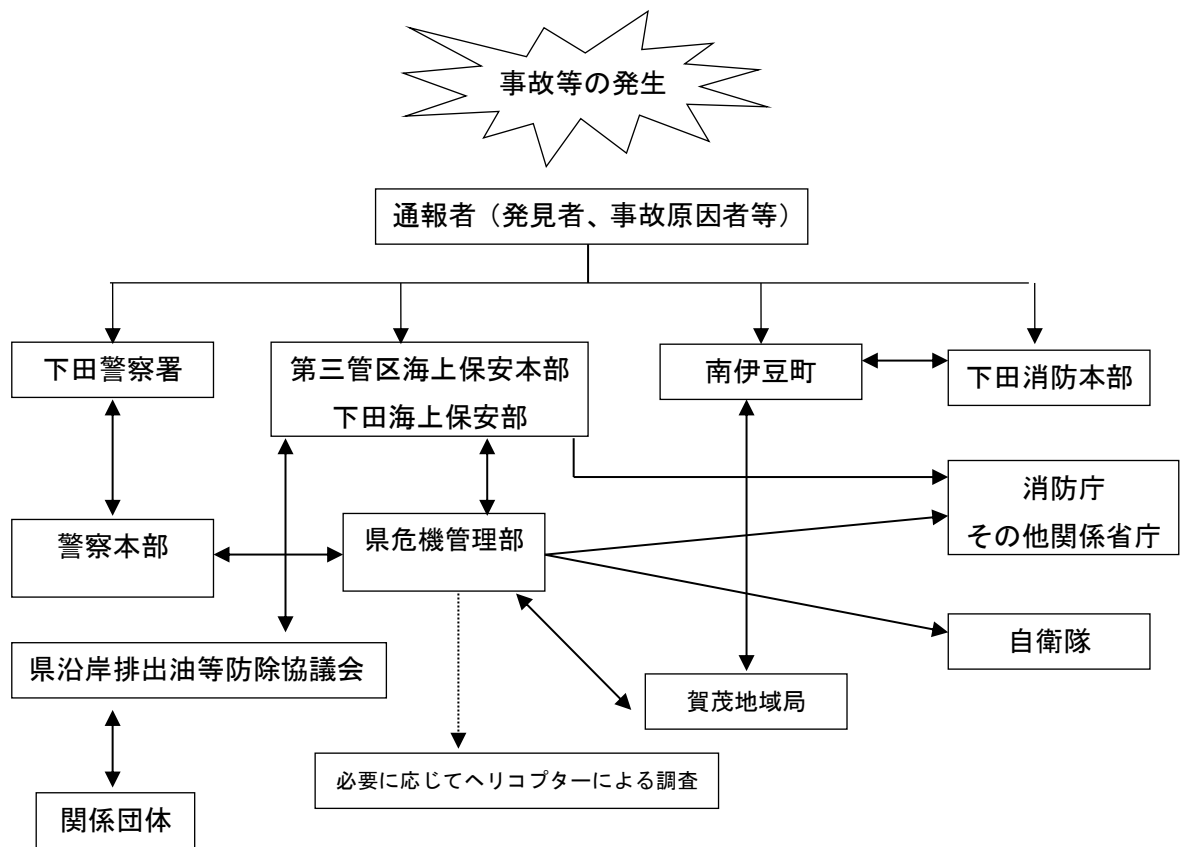 事故等の発生
通報者（発見者、事故原因者等）
下田警察署
第三管区海上保安本部
下田海上保安部
南伊豆町
下田消防本部
消防庁
その他関係省庁
警察本部
県危機管理部
自衛隊
県沿岸排出油等防除協議会
賀茂地域局
必要に応じてヘリコプターによる調査
関係団体